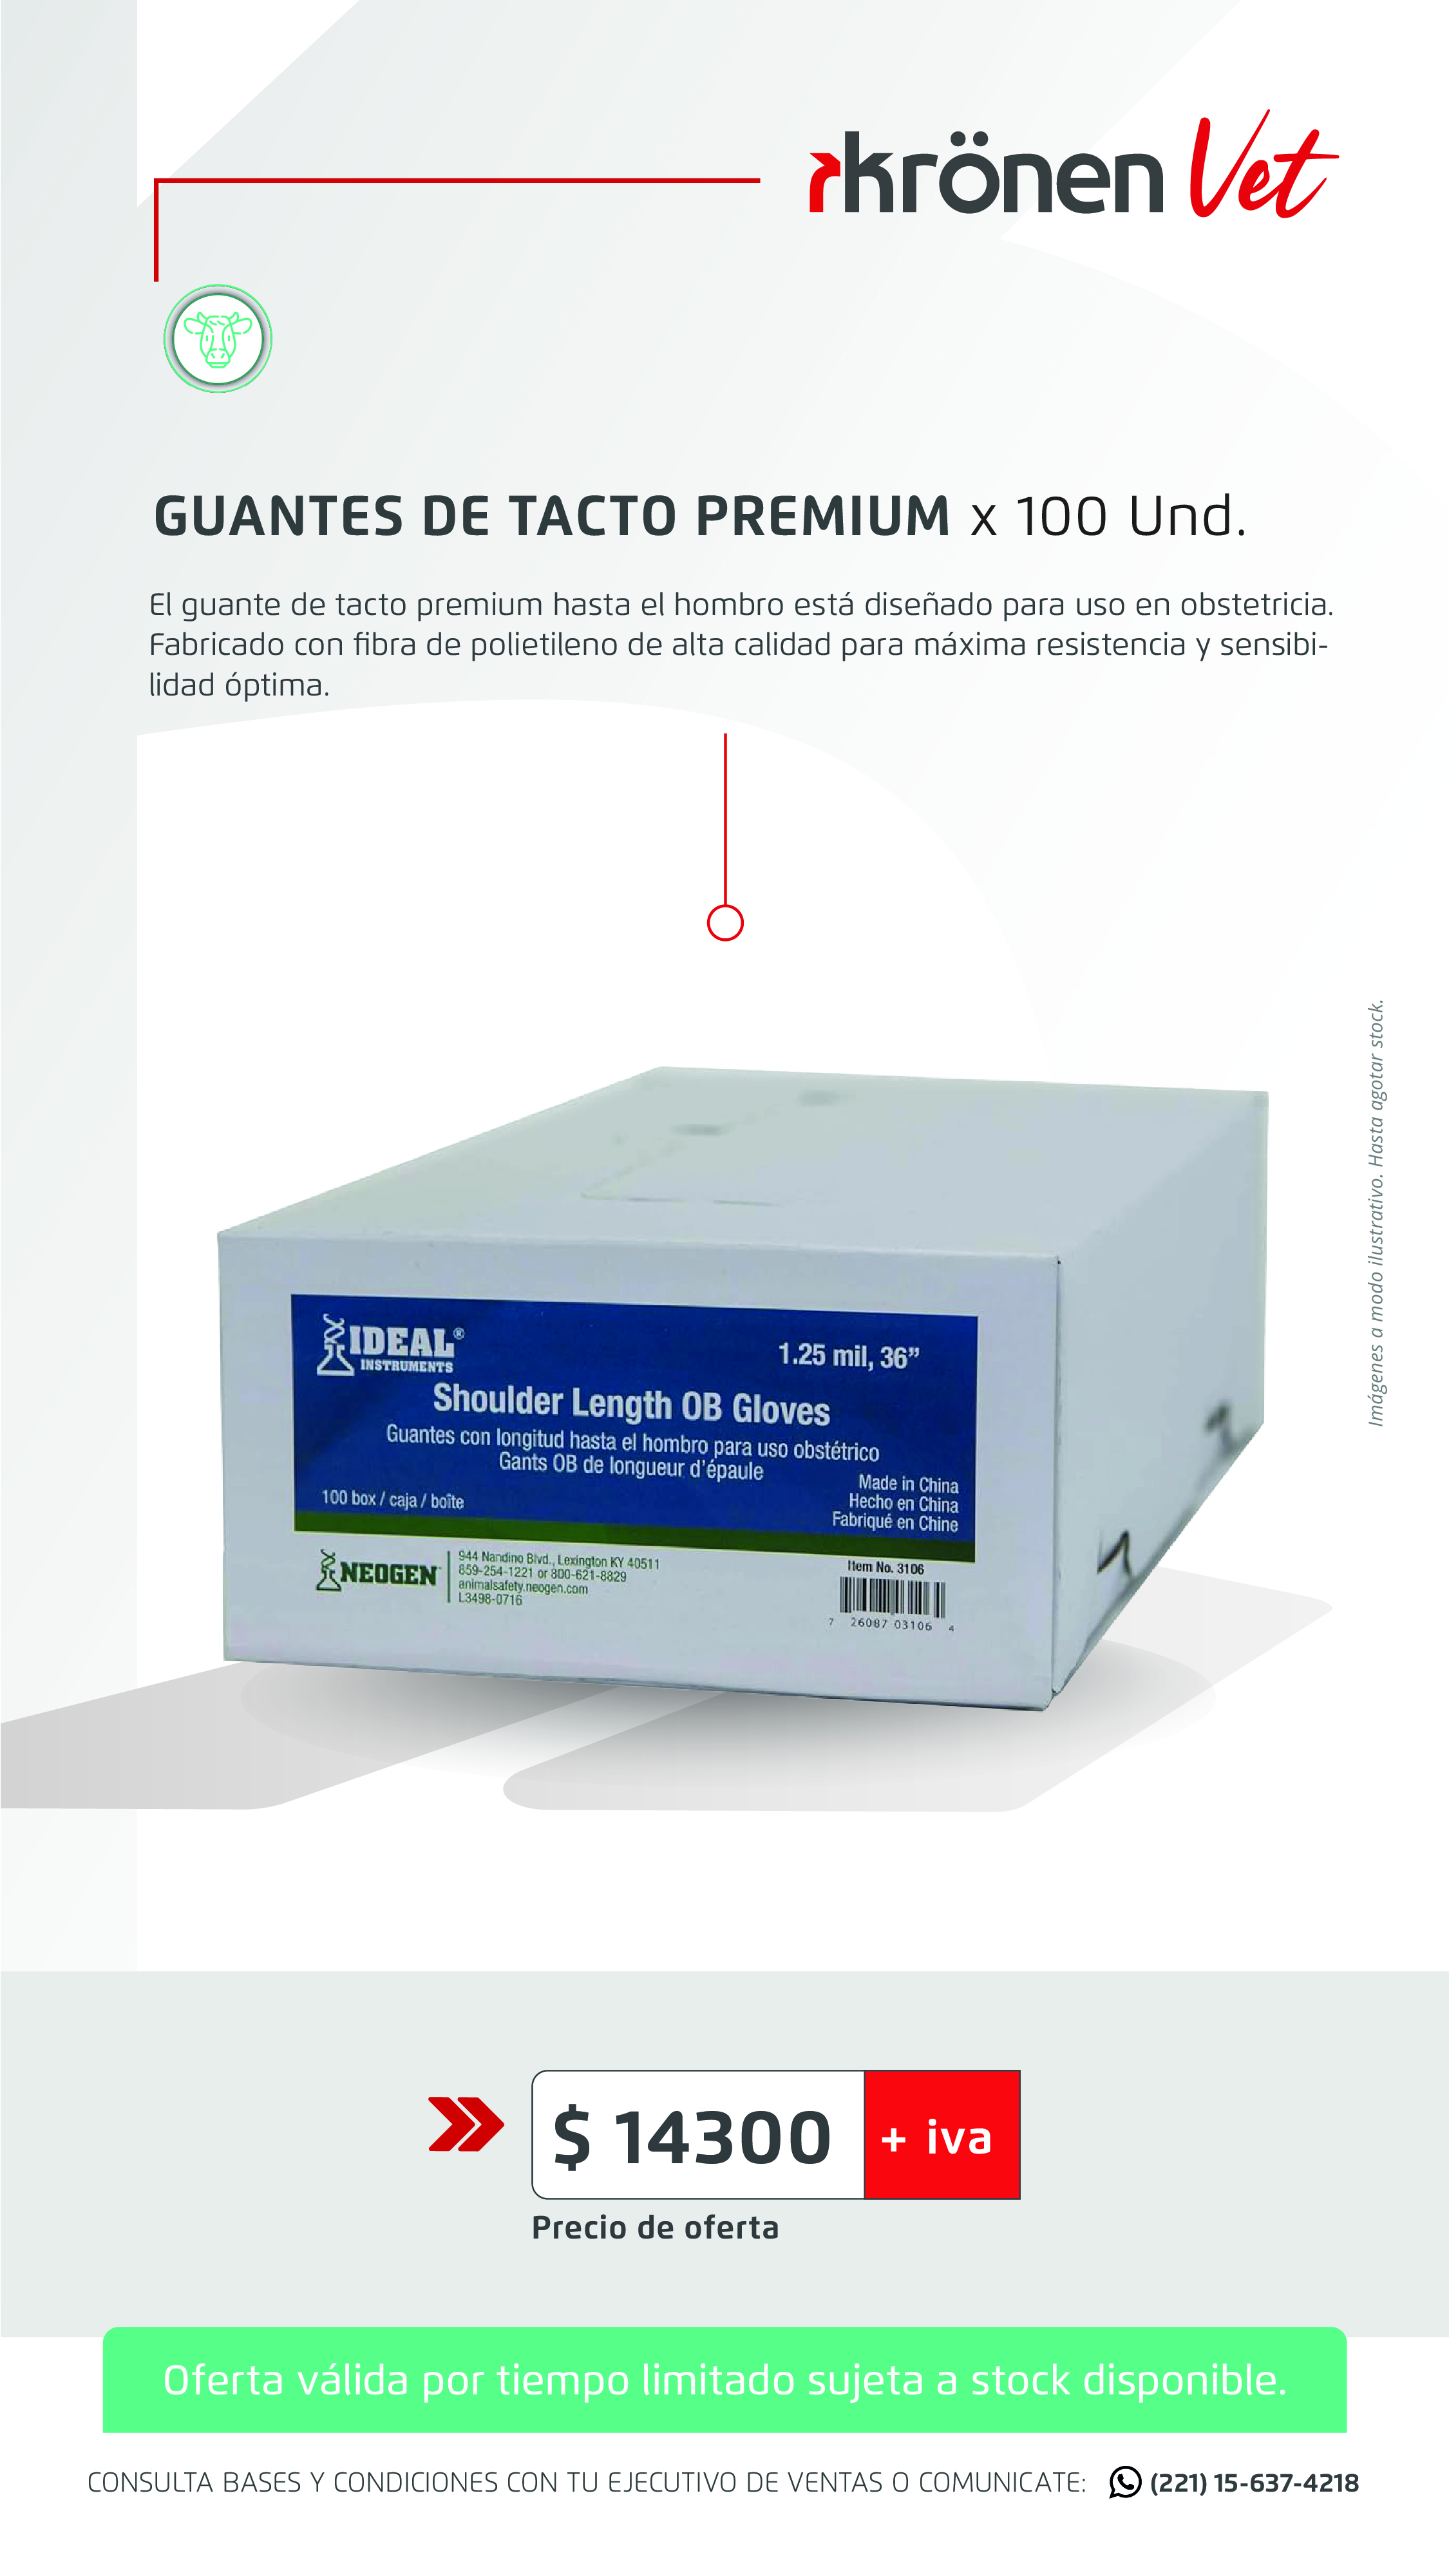 krönen Vet
GUANTES DE TACTO PREMIUM x 100 Und.
El guante de tacto premium hasta el hombro está diseñado para uso en obstetricia.
Fabricado con fibra de polietileno de alta calidad para máxima resistencia y sensibi-
lidad óptima.
Imágenes a modo ilustrativo. Hasta agotar stock.
IDEAL®
INSTRUMENTS
1.25 mil, 36”
Shoulder Length OB Gloves
Guantes con longitud hasta el hombro para uso obstétrico
Gants OB de longueur d'épaule
100 box / caja / boîte
Made in China
Hecho en China
Fabriqué en Chine
NEOGEN
944 Nandino Blvd., Lexington KY 40511
859-254-1221 or 800-621-8829
animalsafety.neogen.com
L3498-0716
Item No. 3106
7 26087 03106 4
$ 14300 + iva
Precio de oferta
Oferta válida por tiempo limitado sujeta a stock disponible.
CONSULTA BASES Y CONDICIONES CON TU EJECUTIVO DE VENTAS O COMUNICATE: (221) 15-637-4218